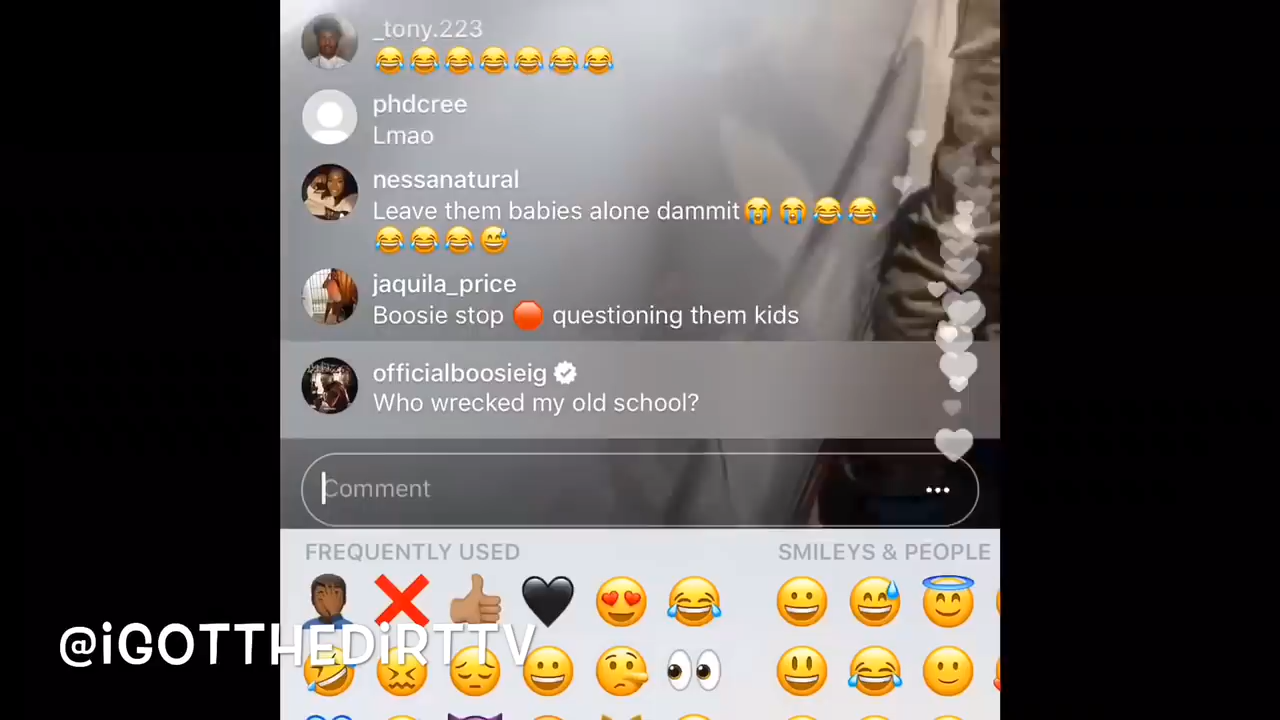 _tony.223
😂😂😂😂😂😂😂
phdcree
Lmao
nessanatural
Leave them babies alone dammit😭😭😂😂
😂😂😂😅
jaquila_price
Boosie stop 🛑 questioning them kids
officialboosieig
Who wrecked my old school?
Comment
FREQUENTLY USED
SMILEYS & PEOPLE
@iGOTTHEDiRTTV